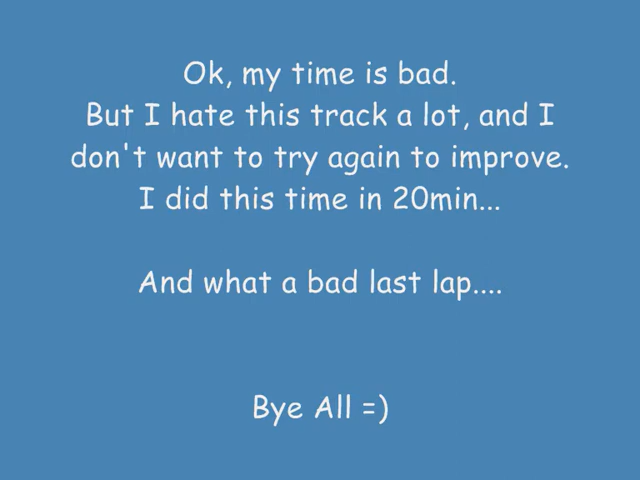 Ok, my time is bad.
But I hate this track a lot, and I
don't want to try again to improve.
I did this time in 20min...
And what a bad last lap....
Bye All =)